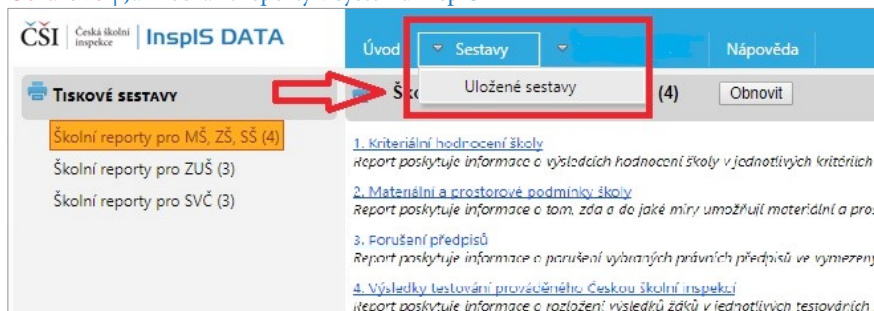 ČŠI Česká školní inspekce InspIS DATA
Úvod Sestavy Nápověda
Uložené sestavy
TISKOVÉ SESTAVY
(4) Obnovit
Školní reporty pro MŠ, ZŠ, SŠ (4)
Školní reporty pro ZUŠ (3)
Školní reporty pro SVČ (3)
1. Kriteriální hodnocení školy
Report poskytuje informace o výsledcích hodnocení školy v jednotlivých kritériích
2. Materiální a prostorové podmínky školy
Report poskytuje informace o tom, zda a do jaké míry umožňují materiální a
3. Porušení předpisů
Report poskytuje informace o porušení vybraných právních předpisů ve
4. Výsledky testování prováděného Českou školní inspekcí
Report poskytuje informace o rozložení výsledků žáků v jednotlivých testováních